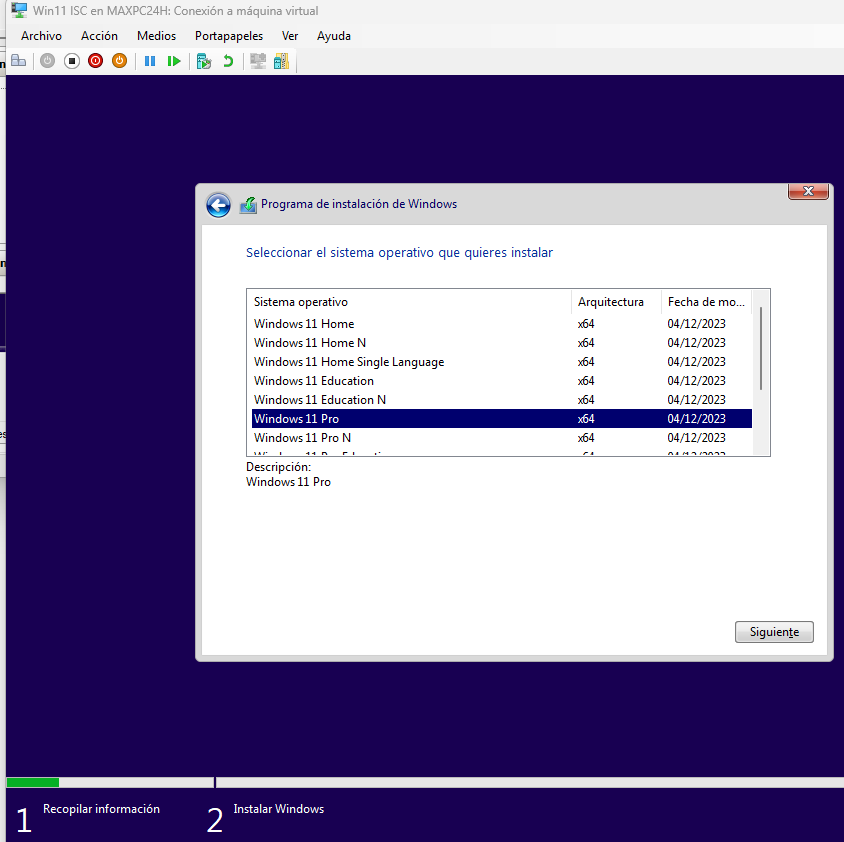 Win11 ISC en MAXPC24H: Conexión a máquina virtual
Archivo Acción Medios Portapapeles Ver Ayuda
Programa de instalación de Windows
Seleccionar el sistema operativo que quieres instalar
Sistema operativo Arquitectura Fecha de mo...
Windows 11 Home x64 04/12/2023
Windows 11 Home N x64 04/12/2023
Windows 11 Home Single Language x64 04/12/2023
Windows 11 Education x64 04/12/2023
Windows 11 Education N x64 04/12/2023
Windows 11 Pro x64 04/12/2023
Windows 11 Pro N x64 04/12/2023
Descripción:
Windows 11 Pro
Siguiente
1 Recopilar información 2 Instalar Windows